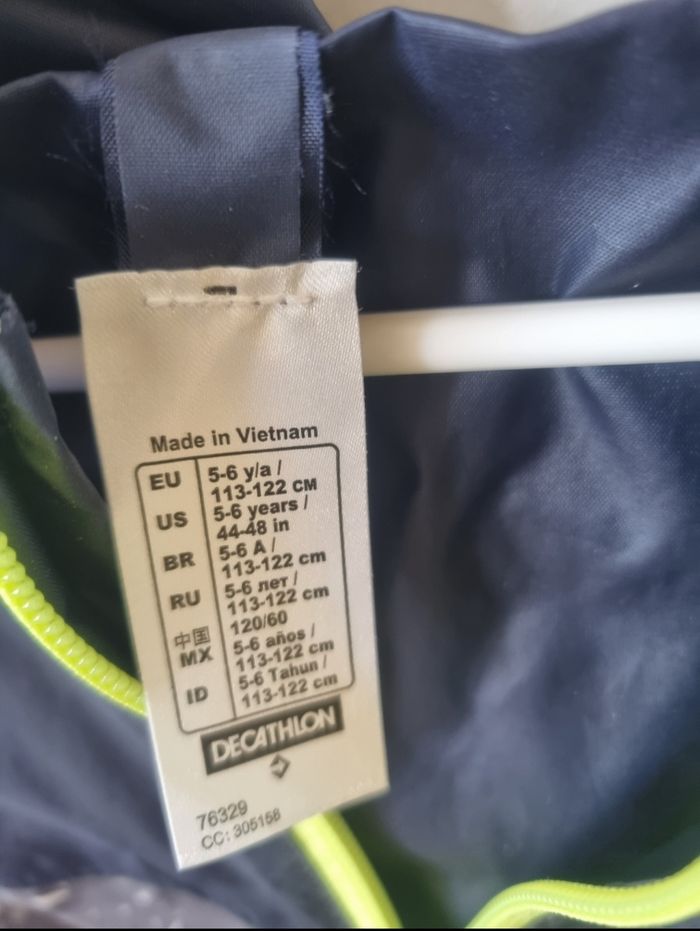 Made in Vietnam
EU 5-6 y/a /
113-122 CM
US 5-6 years /
44-48 in
BR 5-6 A /
113-122 cm
RU 5-6 лет /
113-122 cm
中国 120/60
MX 5-6 años /
113-122 cm
ID 5-6 Tahun /
113-122 cm
DECATHLON
76329
CC: 305158